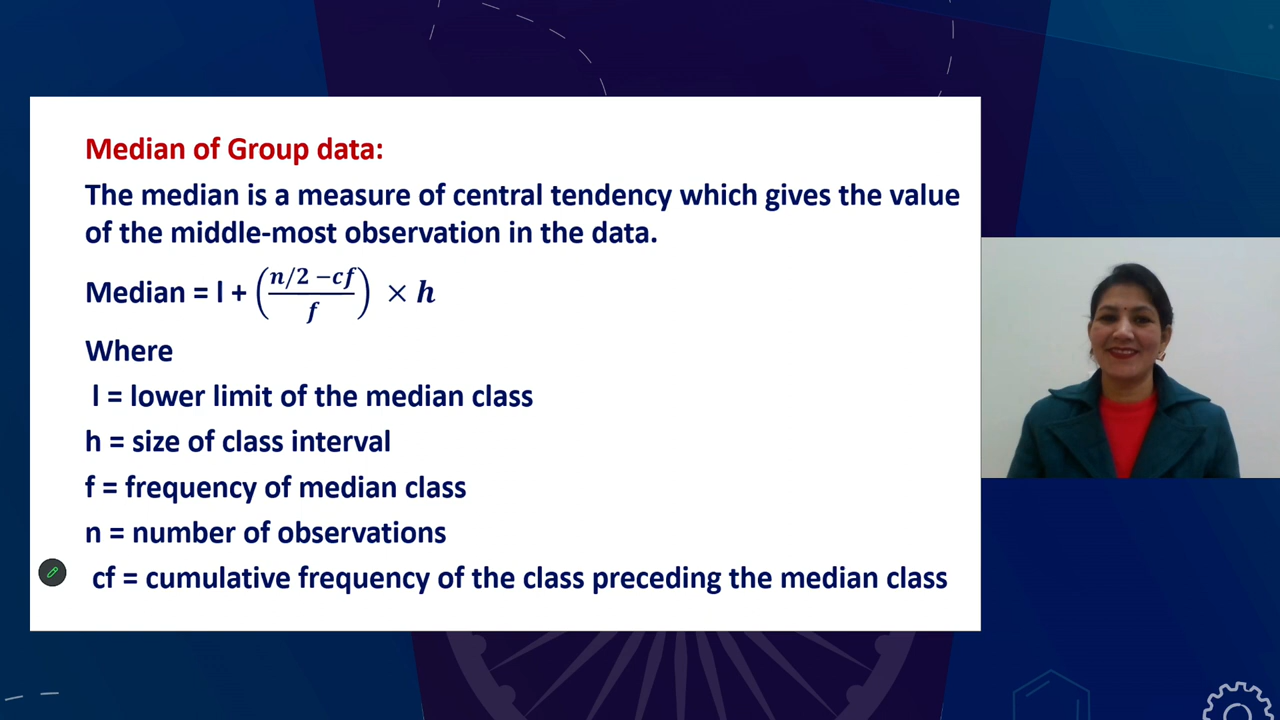 Median of Group data:
The median is a measure of central tendency which gives the value
of the middle-most observation in the data.
Median = l + ( (n/2 −cf) / f ) × h
Where
l = lower limit of the median class
h = size of class interval
f = frequency of median class
n = number of observations
cf = cumulative frequency of the class preceding the median class